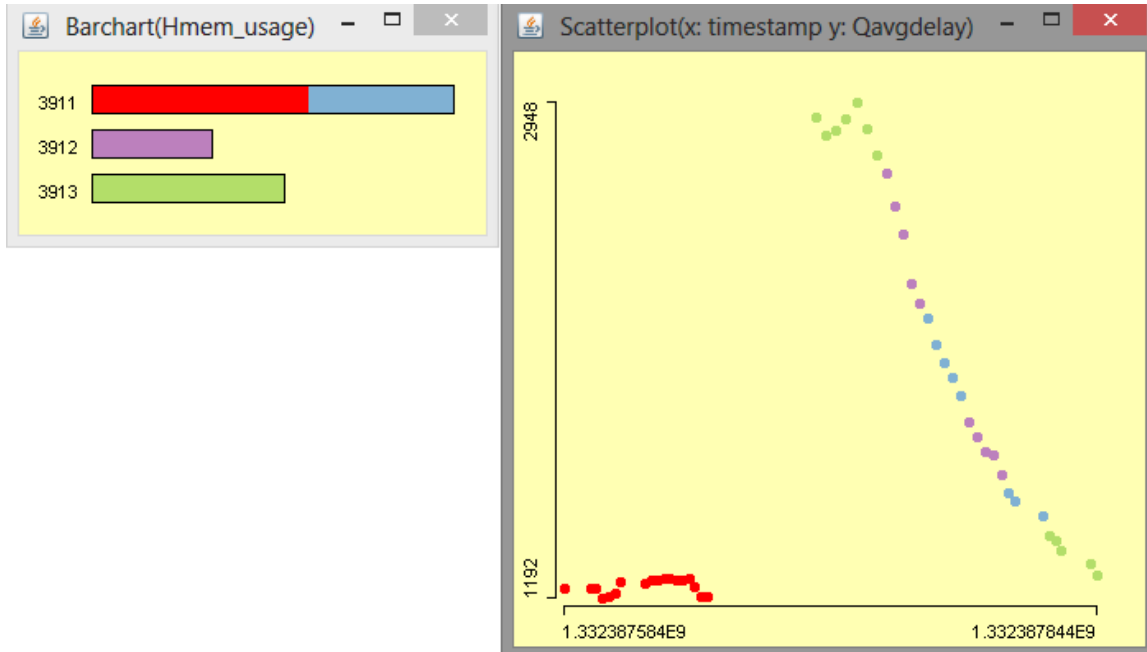 Barchart(Hmem_usage)
3911
3912
3913
Scatterplot(x: timestamp y: Qavgdelay)
2948
1192
1.332387584E9
1.332387844E9